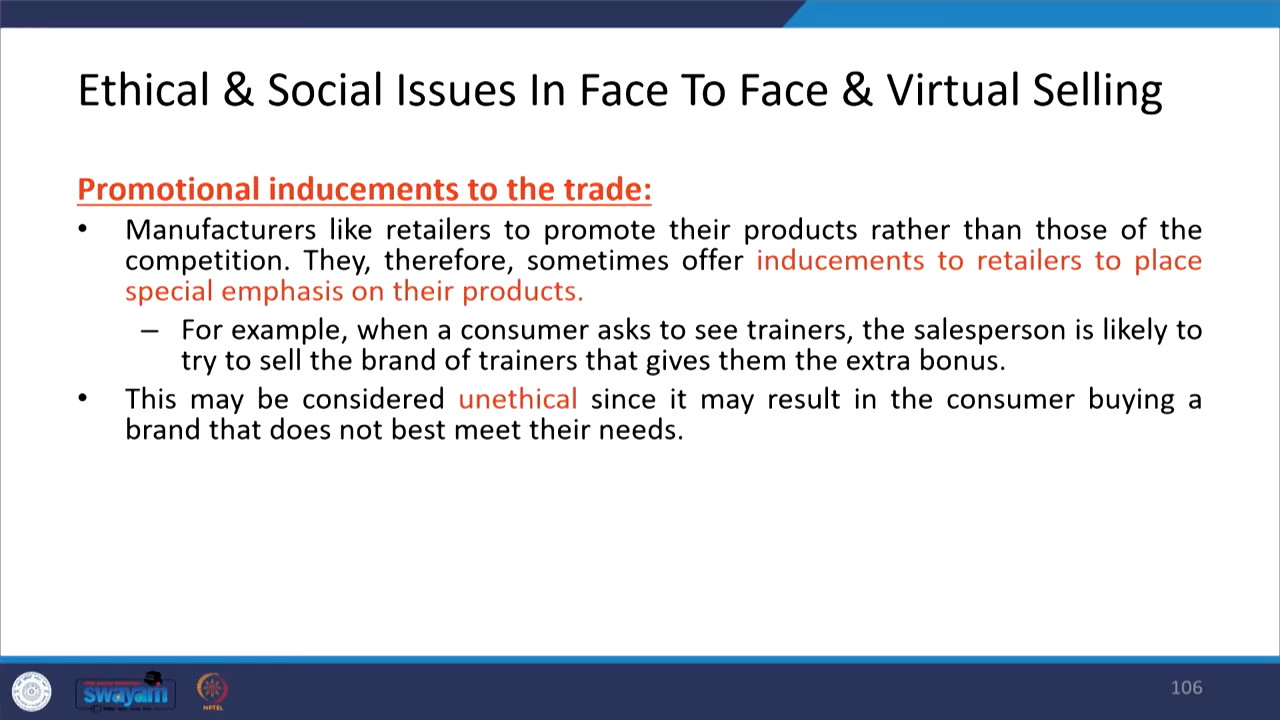 Ethical & Social Issues In Face To Face & Virtual Selling
Promotional inducements to the trade:
• Manufacturers like retailers to promote their products rather than those of the
competition. They, therefore, sometimes offer inducements to retailers to place
special emphasis on their products.
– For example, when a consumer asks to see trainers, the salesperson is likely to
try to sell the brand of trainers that gives them the extra bonus.
• This may be considered unethical since it may result in the consumer buying a
brand that does not best meet their needs.
swayam
NPTEL
106